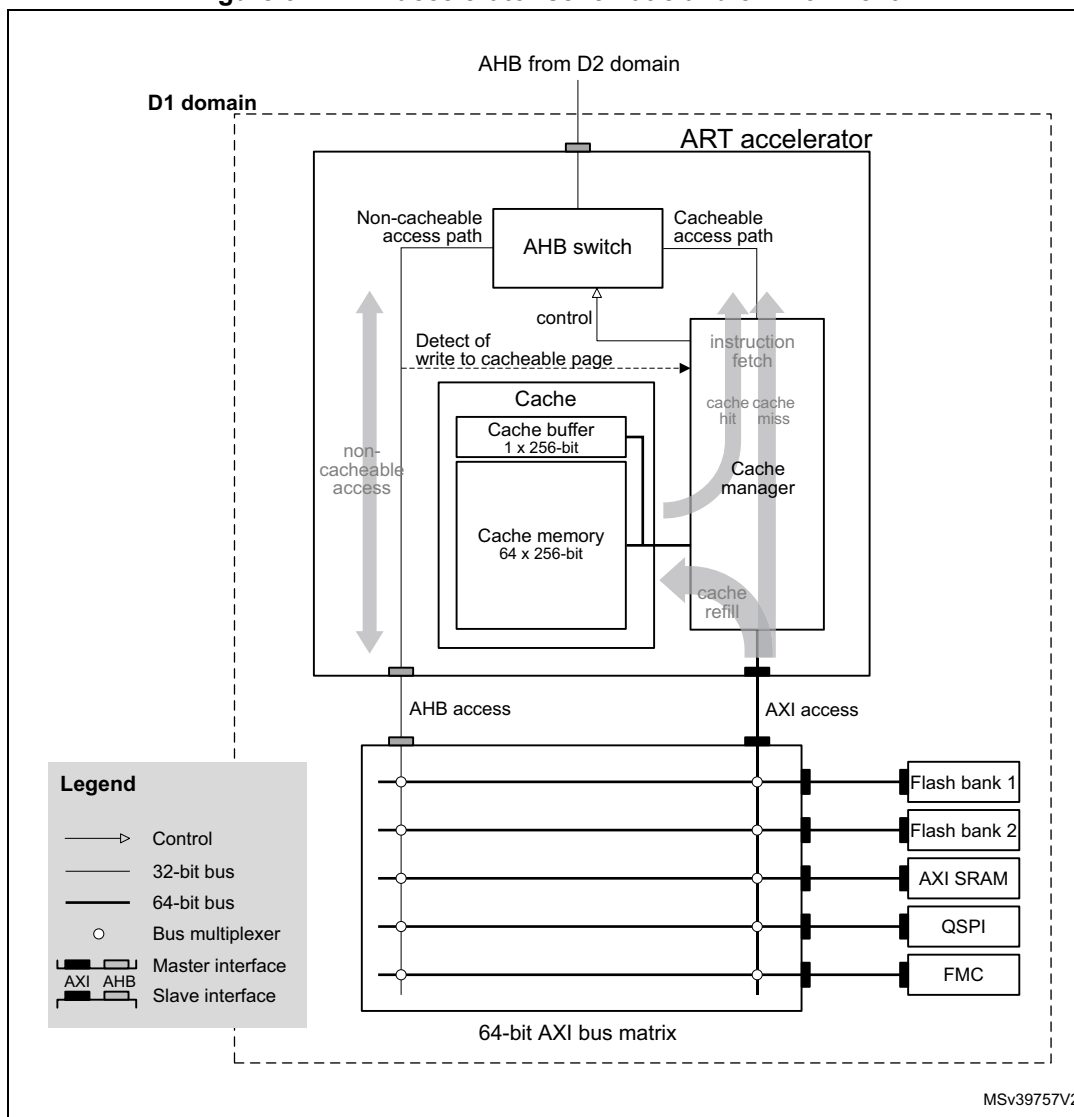 AHB from D2 domain
D1 domain
ART accelerator
Non-cacheable
access path
Cacheable
access path
AHB switch
control
Detect of
write to cacheable page
instruction
fetch
Cache
cache
hit
cache
miss
Cache buffer
1 x 256-bit
non-
cacheable
access
Cache
manager
Cache memory
64 x 256-bit
cache
refill
AHB access
AXI access
Legend
Control
32-bit bus
64-bit bus
Bus multiplexer
Master interface
AXI AHB
Slave interface
Flash bank 1
Flash bank 2
AXI SRAM
QSPI
FMC
64-bit AXI bus matrix
MSv39757V2